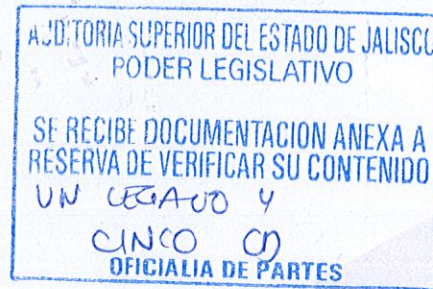 AUDITORIA SUPERIOR DEL ESTADO DE JALISCO
PODER LEGISLATIVO
SE RECIBE DOCUMENTACION ANEXA A
RESERVA DE VERIFICAR SU CONTENIDO
UN LEGAJO Y
CINCO CD
OFICIALIA DE PARTES